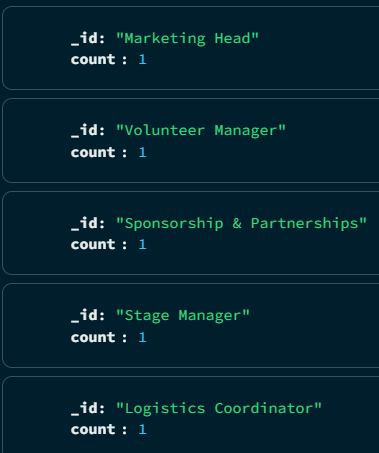 _id: "Marketing Head"
count : 1
_id: "Volunteer Manager"
count : 1
_id: "Sponsorship & Partnerships"
count : 1
_id: "Stage Manager"
count : 1
_id: "Logistics Coordinator"
count : 1